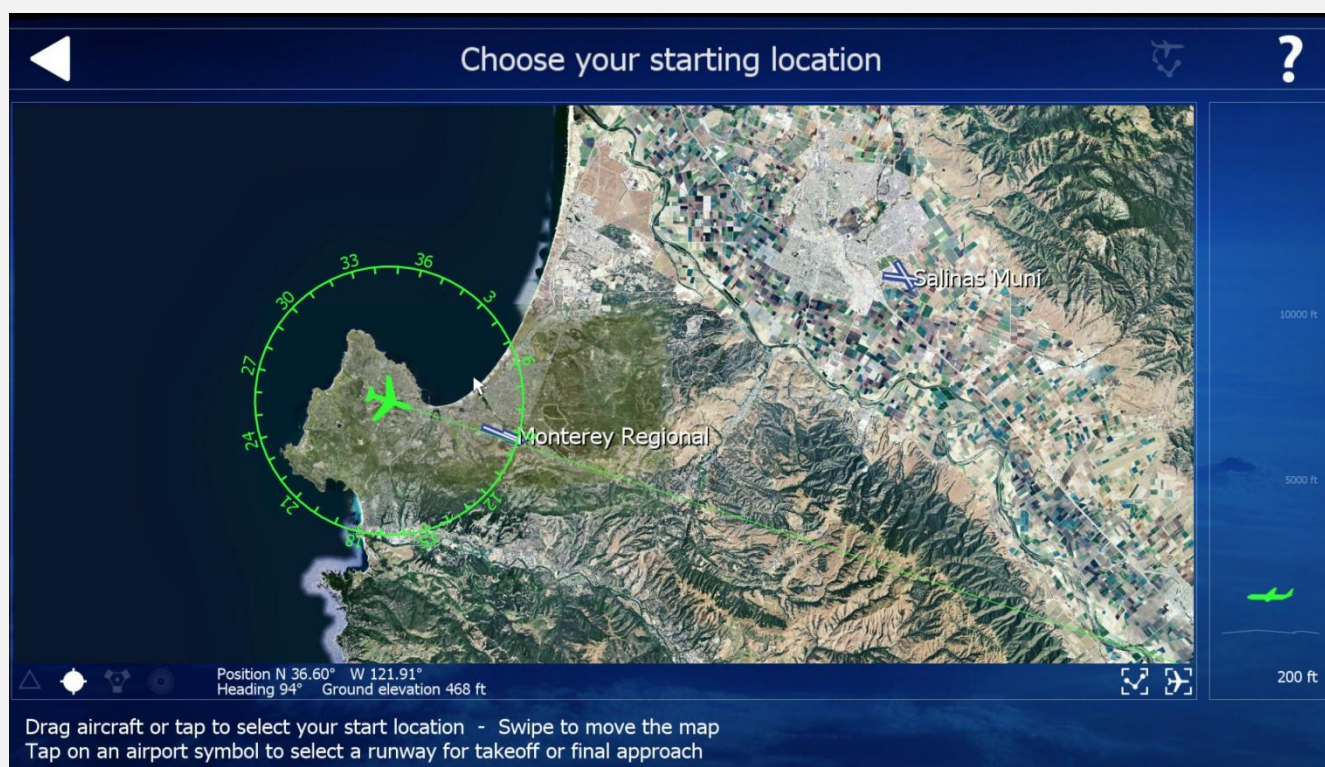 Choose your starting location
?
33
36
30
3
27
6
24
21
12
Salinas Muni
Monterey Regional
10000 ft
5000 ft
200 ft
Position N 36.60° W 121.91°
Heading 94° Ground elevation 468 ft
Drag aircraft or tap to select your start location - Swipe to move the map
Tap on an airport symbol to select a runway for takeoff or final approach